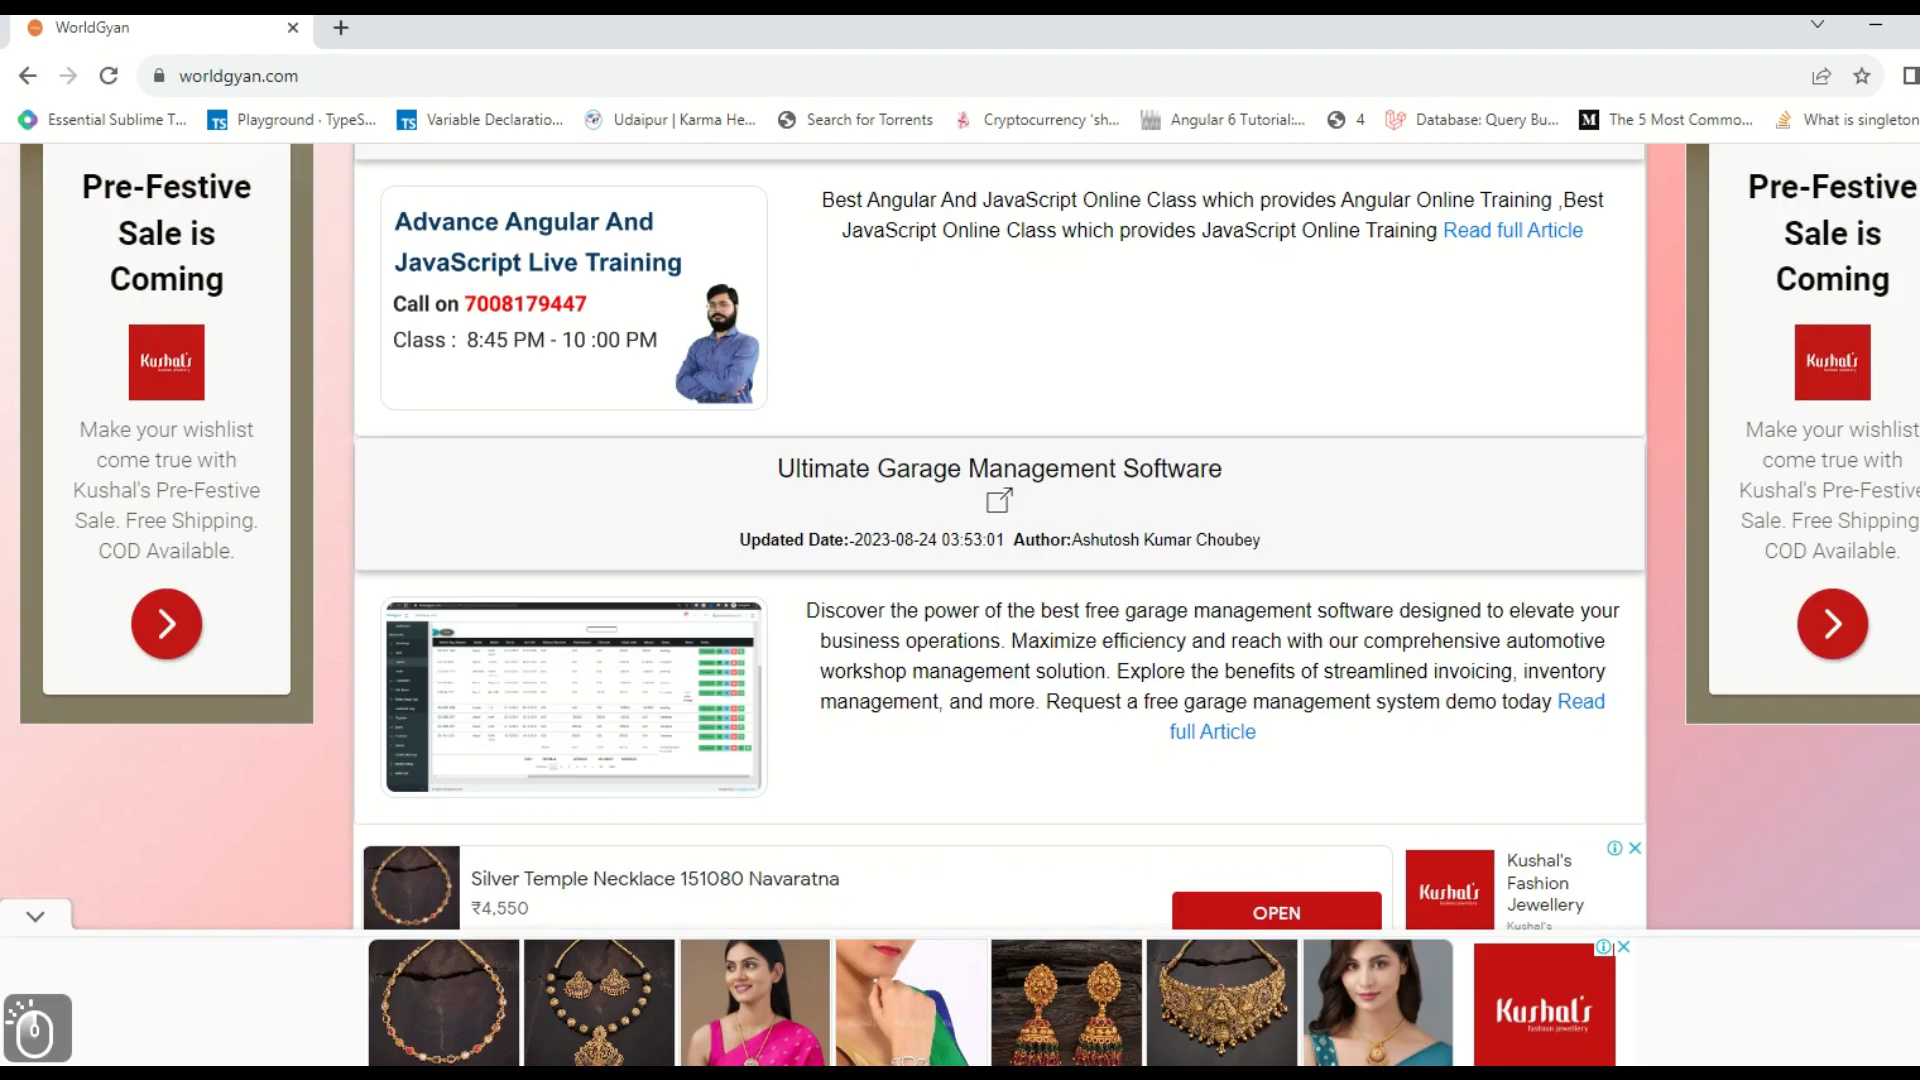 WorldGyan
worldgyan.com
Essential Sublime T...
Playground · TypeS...
Variable Declaratio...
Udaipur | Karma He...
Search for Torrents
Cryptocurrency 'sh...
Angular 6 Tutorial:...
4
Database: Query Bu...
The 5 Most Commo...
What is singleton
Pre-Festive
Sale is
Coming
Kushal's
Make your wishlist
come true with
Kushal's Pre-Festive
Sale. Free Shipping.
COD Available.
Advance Angular And
JavaScript Live Training
Call on 7008179447
Class : 8:45 PM - 10 :00 PM
Best Angular And JavaScript Online Class which provides Angular Online Training ,Best
JavaScript Online Class which provides JavaScript Online Training Read full Article
Ultimate Garage Management Software
Updated Date:-2023-08-24 03:53:01 Author:Ashutosh Kumar Choubey
Discover the power of the best free garage management software designed to elevate your
business operations. Maximize efficiency and reach with our comprehensive automotive
workshop management solution. Explore the benefits of streamlined invoicing, inventory
management, and more. Request a free garage management system demo today Read
full Article
Pre-Festive
Sale is
Coming
Kushal's
Make your wishlist
come true with
Kushal's Pre-Festive
Sale. Free Shipping
COD Available.
Silver Temple Necklace 151080 Navaratna
₹4,550
OPEN
Kushal's
Kushal's
Fashion
Jewellery
Kushal's
Kushal's
fashion jewellery